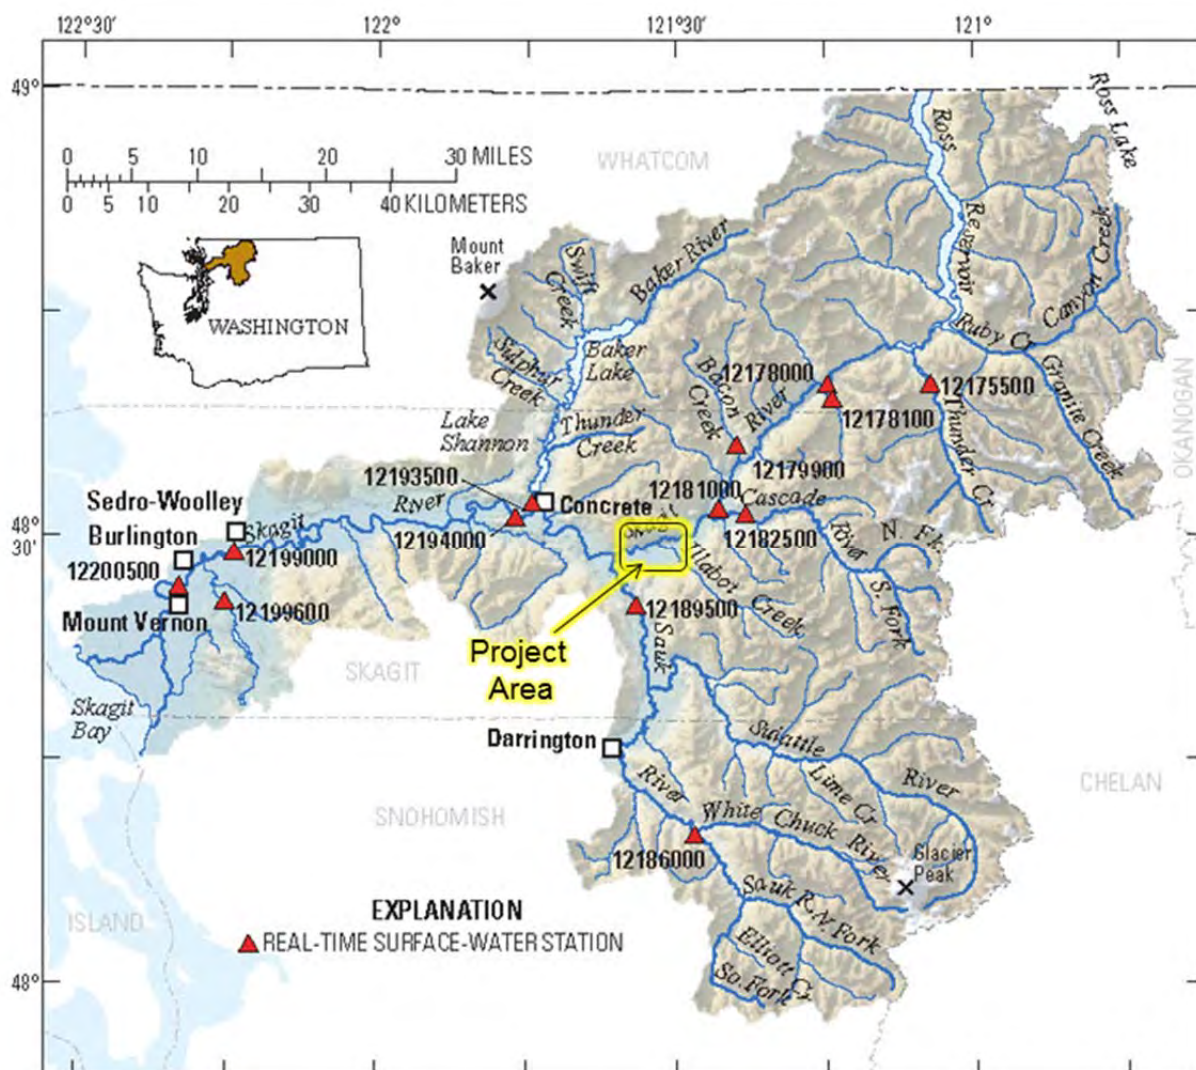 122°30'
122°
121°30'
121°
49°
0 5 10 20 30 MILES
0 5 10 20 30 40 KILOMETERS
WHATCOM
Ross Lake
Ross
Reservoir
Mount
Baker
Swift
Creek
Baker River
WASHINGTON
Canyon Creek
Ruby Cr
Sulphur
Creek
Baker
Lake
Bacon
Creek
12178000
12175500
Granite Creek
OKANOGAN
River
12178100
Lake
Shannon
Thunder
Creek
Thunder Cr
12179900
12193500
12181000
Cascade
River
Sedro-Woolley
River
Concrete
Skagit
N. Fk.
48°
30'
Burlington
Skagit
12194000
12182500
12199000
Illabot
Creek
S. Fork
12200500
12199600
12189500
Mount Vernon
Project
Area
Sauk
SKAGIT
Skagit
Bay
Darrington
Suiattle
River
River
Lime Cr
CHELAN
SNOHOMISH
White Chuck River
Glacier
Peak
12186000
EXPLANATION
Sauk R.N. Fork
ISLAND
REAL-TIME SURFACE-WATER STATION
Elliott Cr
So. Fork
48°